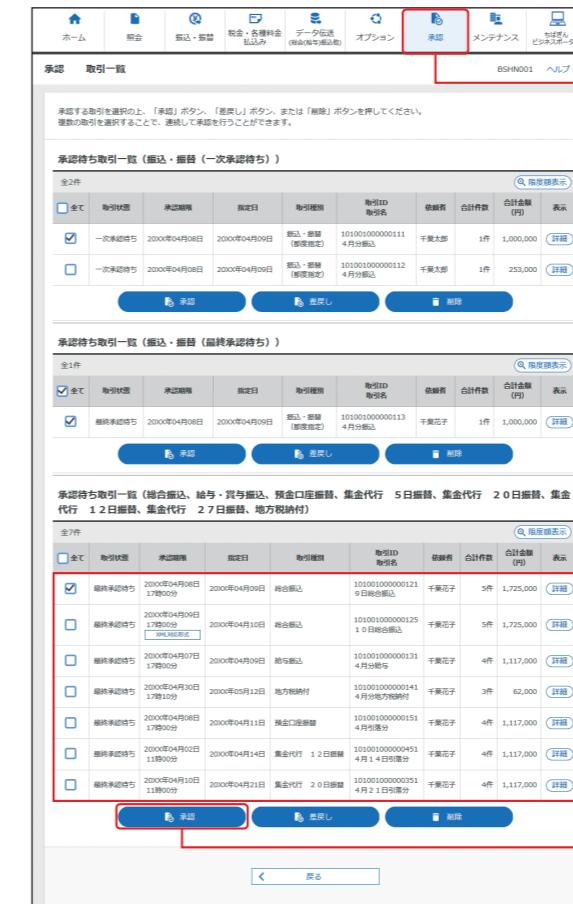 ホーム 照会 振込・振替 税金・各種料金 払込み データ伝送 (総合(給与)振込他) オプション 承認 メンテナンス ちばぎん ビジネスポータ
承認 取引一覧 BSHN001 ヘルプ
承認する取引を選択の上、「承認」ボタン、「差戻し」ボタン、または「削除」ボタンを押してください。
複数の取引を選択することで、連続して承認を行うことができます。
承認待ち取引一覧（振込・振替（一次承認待ち））
全2件 限度額表示
全て 取引状態 承認期限 指定日 取引種別 取引ID 取引名 依頼者 合計件数 合計金額 (円) 表示
一次承認待ち 20XX年04月08日 20XX年04月09日 振込・振替 (都度指定) 101001000000111 4月分振込 千葉太郎 1件 1,000,000 詳細
一次承認待ち 20XX年04月08日 20XX年04月09日 振込・振替 (都度指定) 101001000000112 4月分振込 千葉太郎 1件 253,000 詳細
承認 差戻し 削除
承認待ち取引一覧（振込・振替（最終承認待ち））
全1件 限度額表示
全て 取引状態 承認期限 指定日 取引種別 取引ID 取引名 依頼者 合計件数 合計金額 (円) 表示
最終承認待ち 20XX年04月08日 20XX年04月09日 振込・振替 (都度指定) 101001000000113 4月分振込 千葉花子 1件 1,000,000 詳細
承認 差戻し 削除
承認待ち取引一覧（総合振込、給与・賞与振込、預金口座振替、集金代行 5日振替、集金代行 20日振替、集金
代行 12日振替、集金代行 27日振替、地方税納付）
全7件 限度額表示
全て 取引状態 承認期限 指定日 取引種別 取引ID 取引名 依頼者 合計件数 合計金額 (円) 表示
最終承認待ち 20XX年04月08日 17時00分 20XX年04月09日 総合振込 101001000000121 9日総合振込 千葉花子 5件 1,725,000 詳細
最終承認待ち 20XX年04月09日 17時00分 XML対応形式 20XX年04月10日 総合振込 101001000000125 10日総合振込 千葉花子 5件 1,725,000 詳細
最終承認待ち 20XX年04月07日 17時00分 20XX年04月09日 給与振込 101001000000131 4月分給与 千葉花子 4件 1,117,000 詳細
最終承認待ち 20XX年04月30日 17時10分 20XX年05月12日 地方税納付 101001000000141 4月分地方税納付 千葉花子 3件 62,000 詳細
最終承認待ち 20XX年04月08日 17時00分 20XX年04月11日 預金口座振替 101001000000151 4月引落分 千葉花子 4件 1,117,000 詳細
最終承認待ち 20XX年04月02日 11時00分 20XX年04月14日 集金代行 12日振替 101001000000451 4月14日引落分 千葉花子 4件 1,117,000 詳細
最終承認待ち 20XX年04月10日 11時00分 20XX年04月21日 集金代行 20日振替 101001000000351 4月21日引落分 千葉花子 4件 1,117,000 詳細
承認 差戻し 削除
戻る